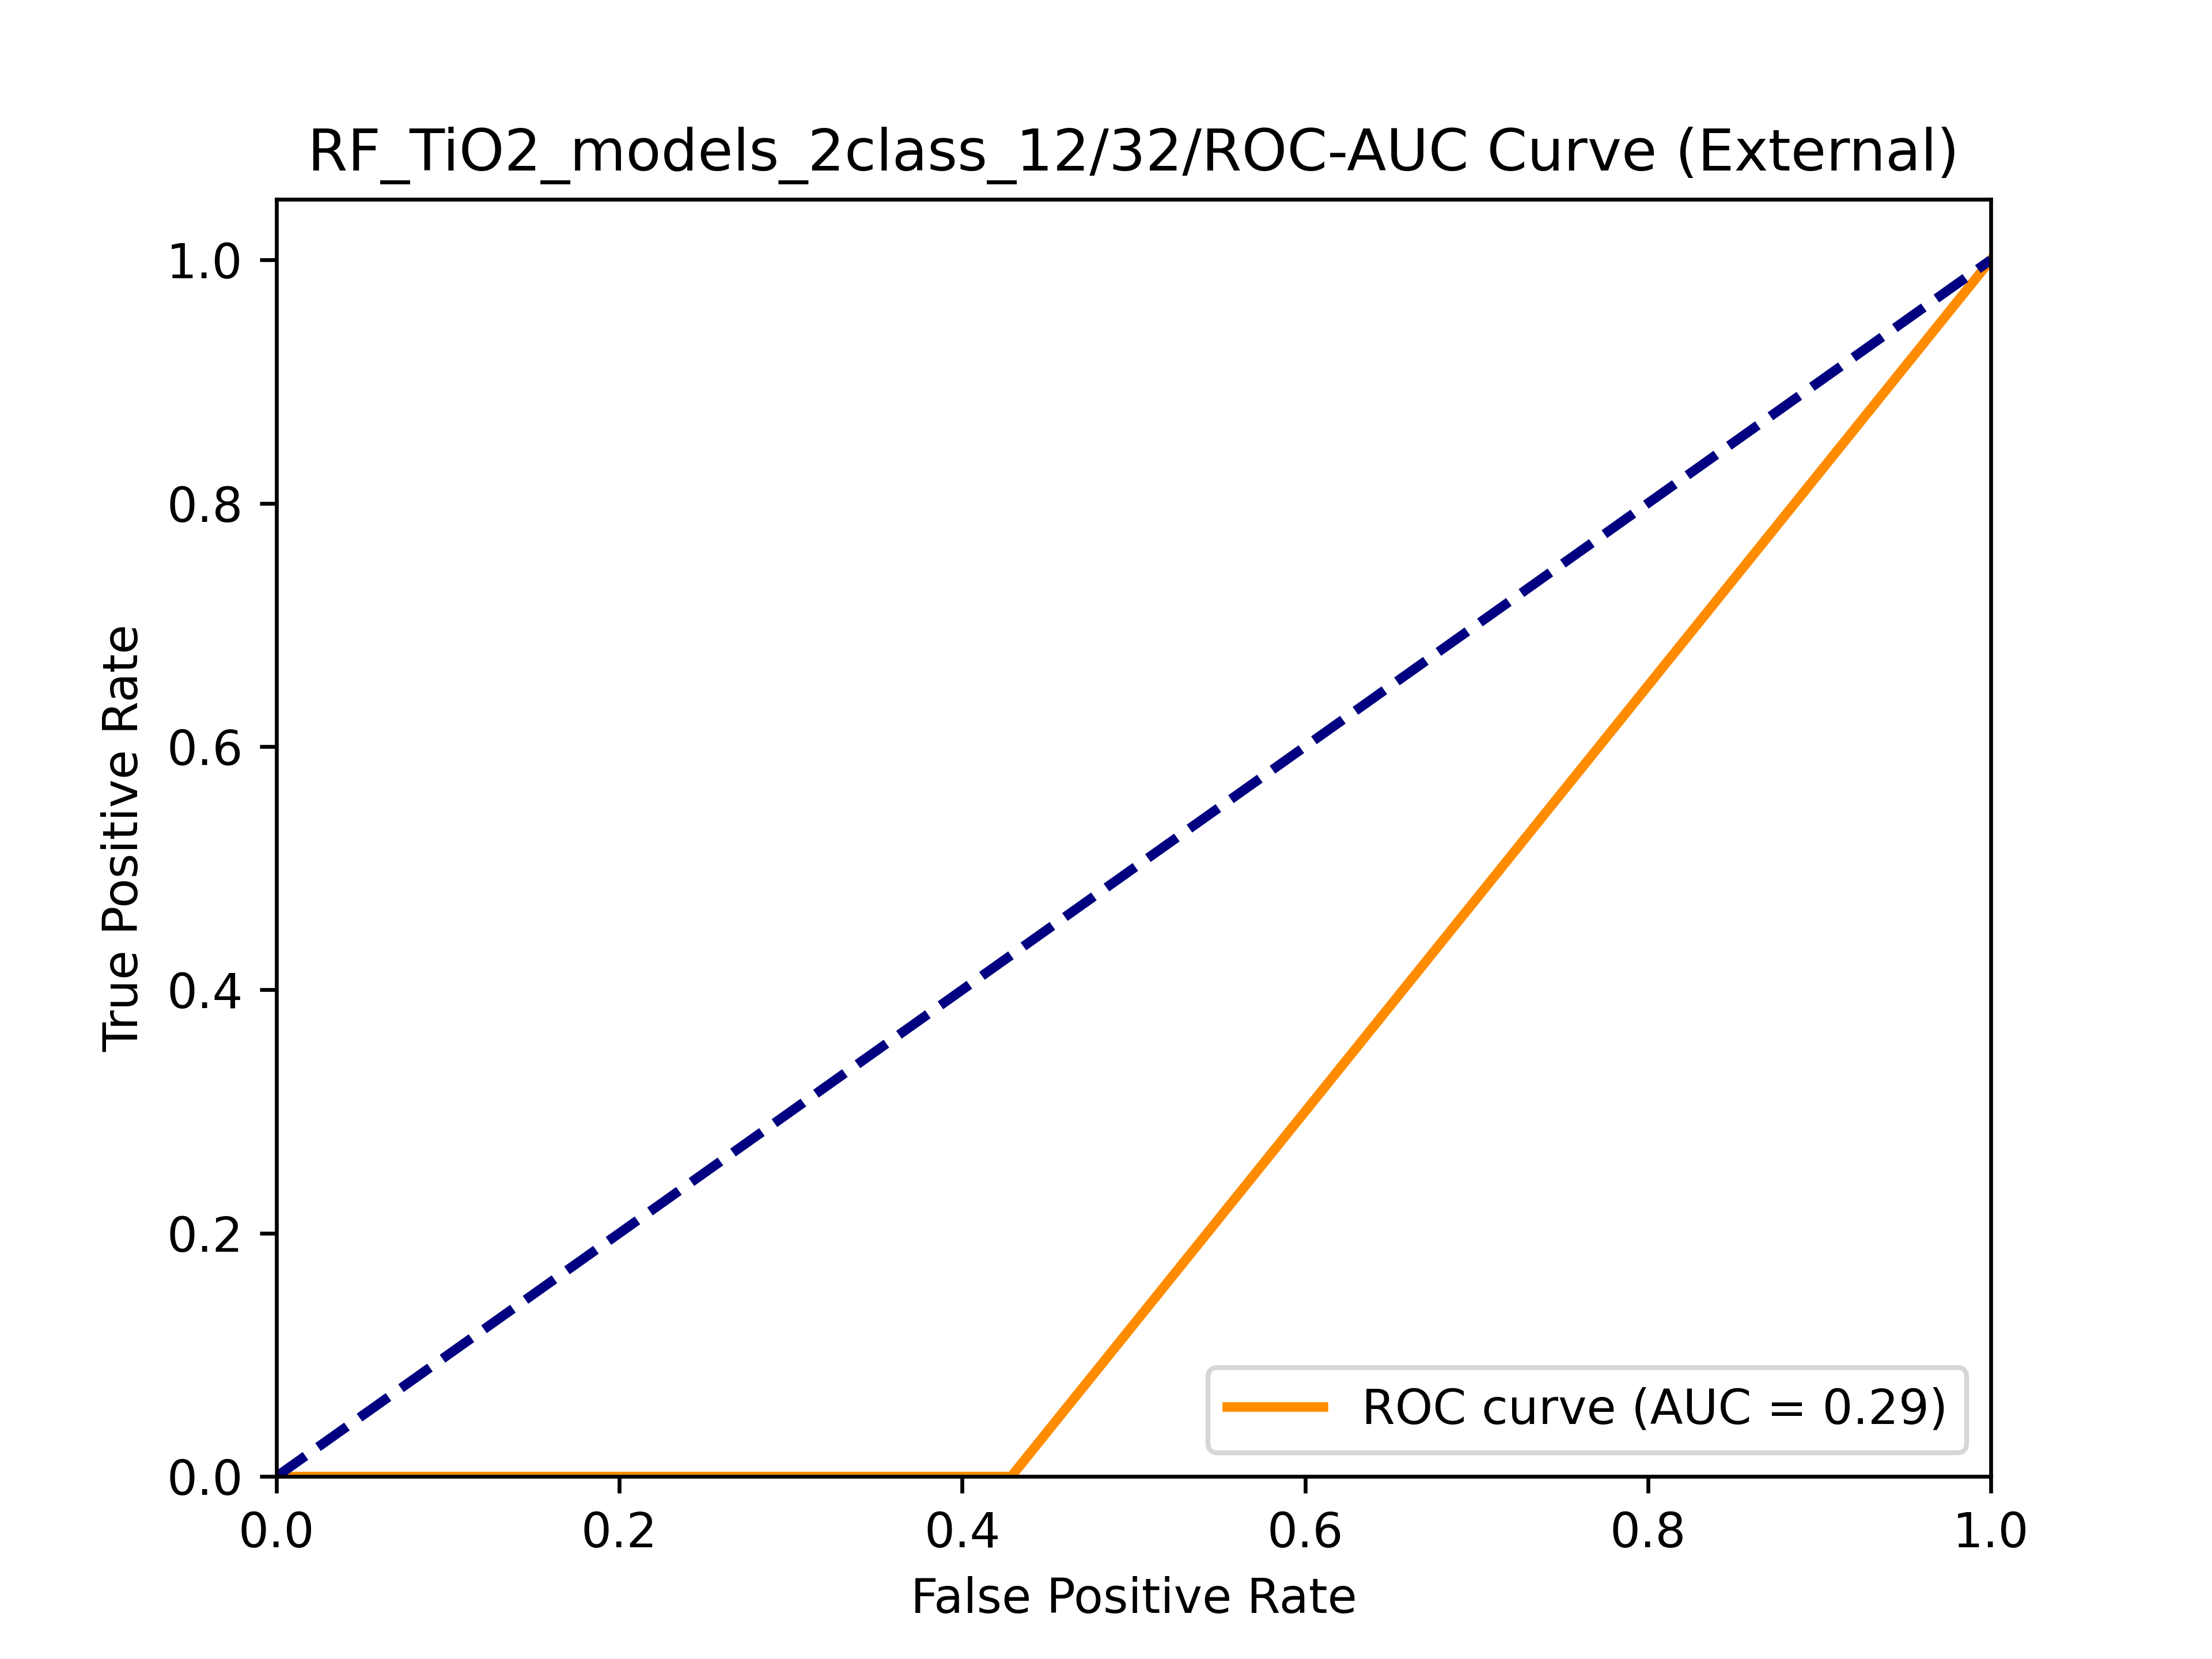 RF_TiO2_models_2class_12/32/ROC-AUC Curve (External)
1.0
0.8
0.6
0.4
0.2
0.0
True Positive Rate
ROC curve (AUC = 0.29)
0.0 0.2 0.4 0.6 0.8 1.0
False Positive Rate